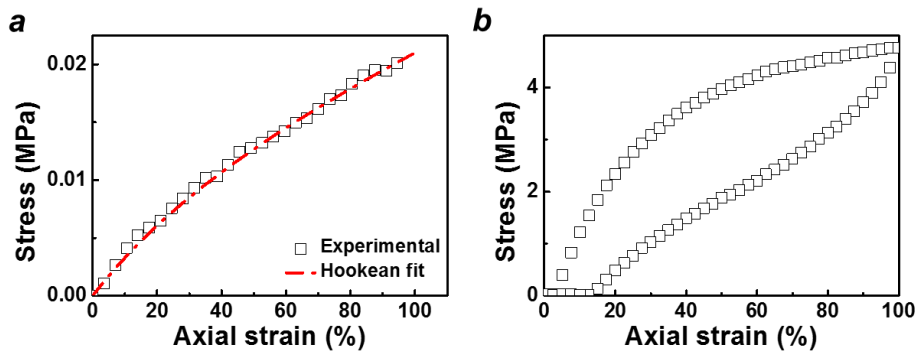 a
b
Stress (MPa)
0.02
0.01
0.00
0
20
40
60
80
100
Axial strain (%)
Experimental
Hookean fit
Stress (MPa)
4
2
0
0
20
40
60
80
100
Axial strain (%)